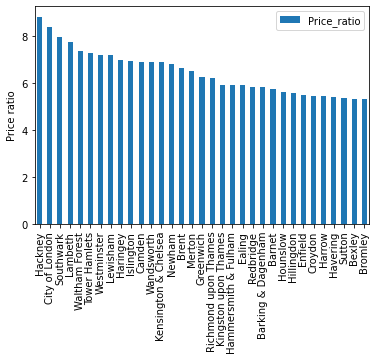 Price_ratio
8
6
4
2
0
Price ratio
Hackney
City of London
Southwark
Lambeth
Waltham Forest
Tower Hamlets
Westminster
Lewisham
Haringey
Islington
Camden
Wandsworth
Kensington & Chelsea
Newham
Brent
Merton
Greenwich
Richmond upon Thames
Kingston upon Thames
Hammersmith & Fulham
Ealing
Redbridge
Barking & Dagenham
Barnet
Hounslow
Hillingdon
Enfield
Croydon
Harrow
Havering
Sutton
Bexley
Bromley